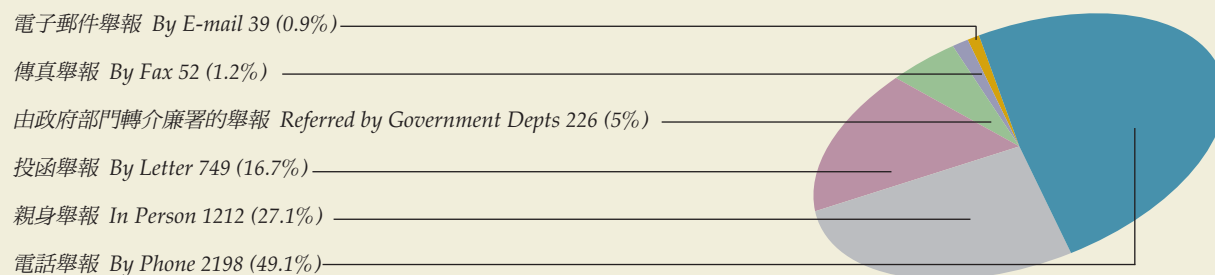 電子郵件舉報 By E-mail 39 (0.9%)
傳真舉報 By Fax 52 (1.2%)
由政府部門轉介廉署的舉報 Referred by Government Depts 226 (5%)
投函舉報 By Letter 749 (16.7%)
親身舉報 In Person 1212 (27.1%)
電話舉報 By Phone 2198 (49.1%)